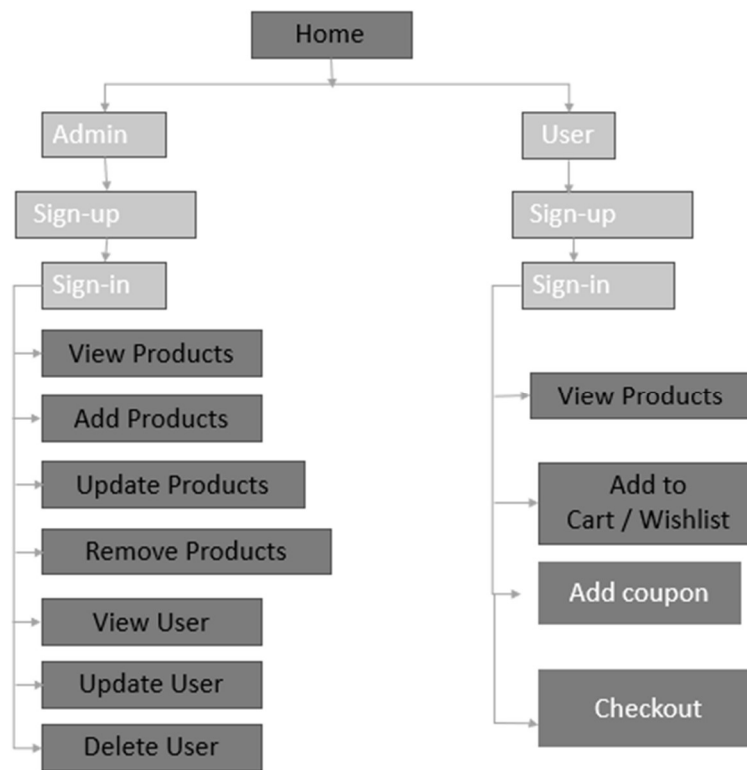 Home
Admin
User
Sign-up
Sign-up
Sign-in
Sign-in
View Products
Add Products
Update Products
Remove Products
View User
Update User
Delete User
View Products
Add to
Cart / Wishlist
Add coupon
Checkout